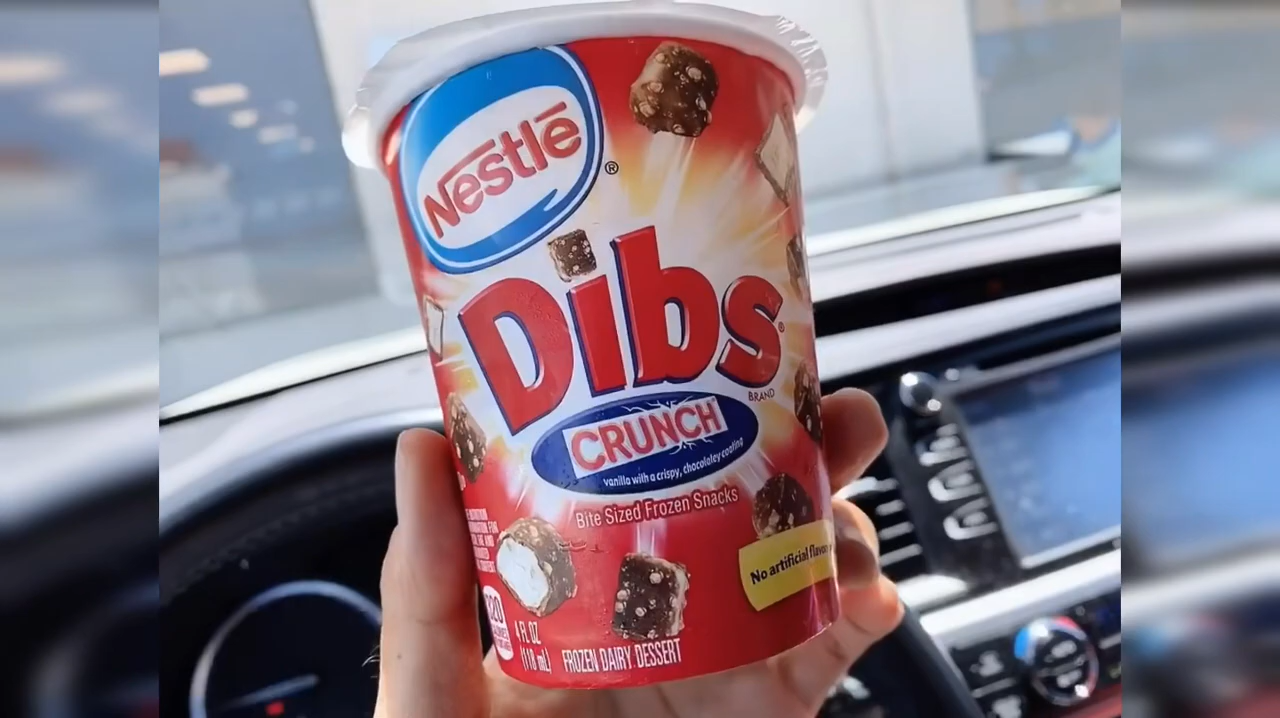 Nestlē
®
Dibs®
BRAND
CRUNCH
vanilla with a crispy, chocolatey coating
Bite Sized Frozen Snacks
No artificial flavors
4 FL OZ
(118 mL)
FROZEN DAIRY DESSERT